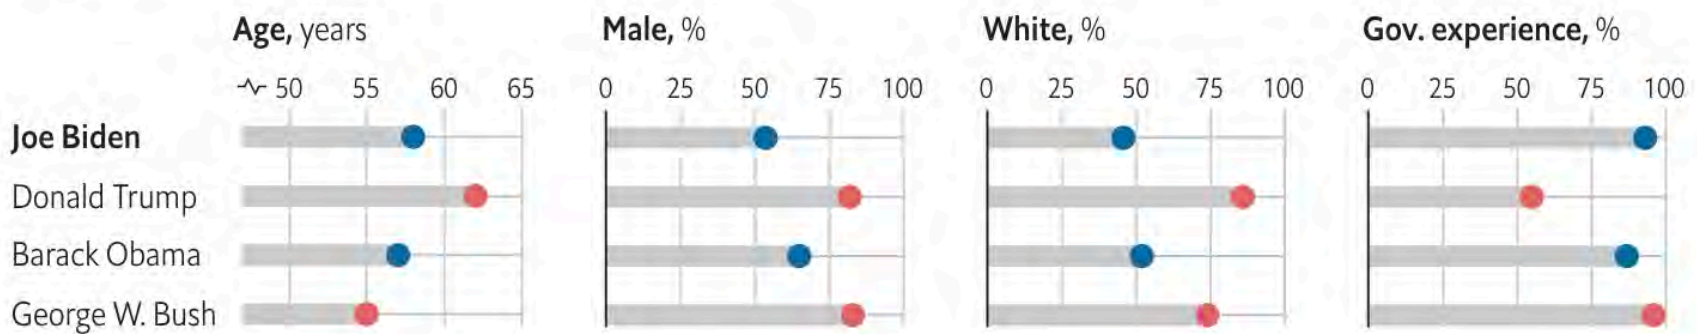 Age, years Male, % White, % Gov. experience, %
50 55 60 65 0 25 50 75 100 0 25 50 75 100 0 25 50 75 100
Joe Biden
Donald Trump
Barack Obama
George W. Bush